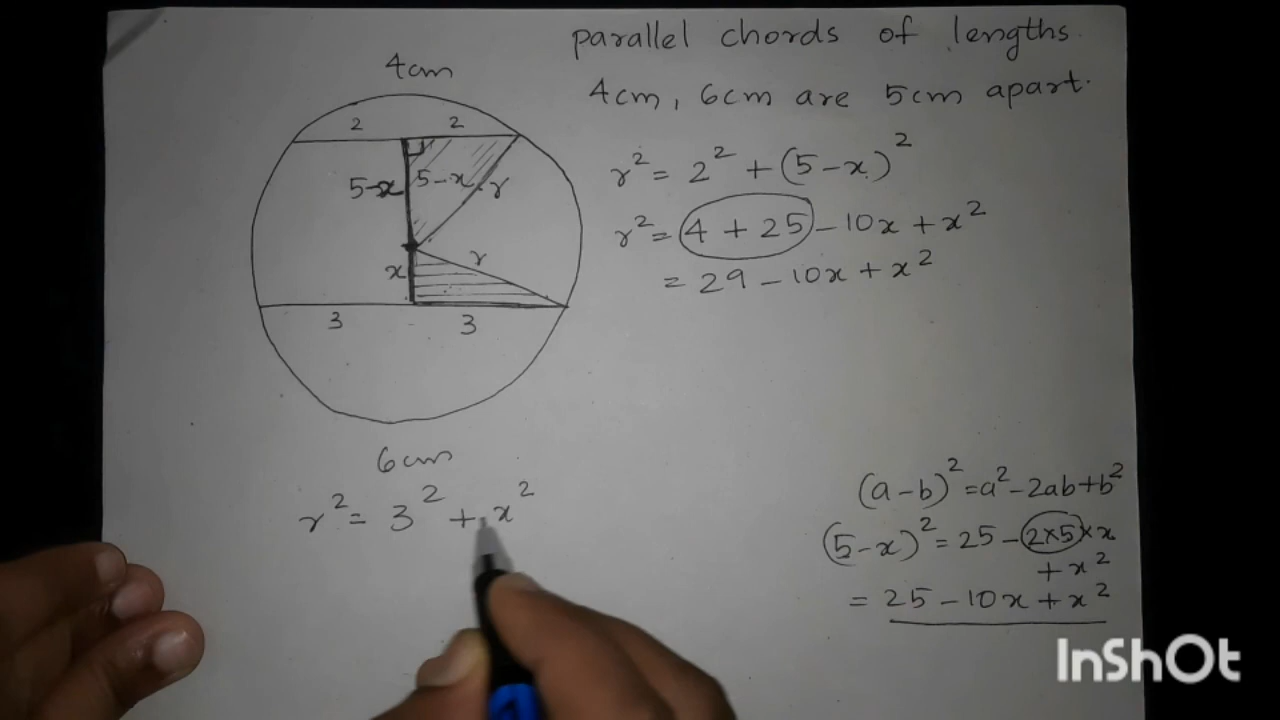 parallel chords of lengths
4cm, 6cm are 5cm apart.
4cm
2 2
5-x 5-x r
x r
3 3
6cm
r² = 2² + (5-x)²
r² = 4 + 25 - 10x + x²
= 29 - 10x + x²
r² = 3² + x²
(a-b)² = a² - 2ab + b²
(5-x)² = 25 - 2×5 × x
+ x²
= 25 - 10x + x²
InShOt